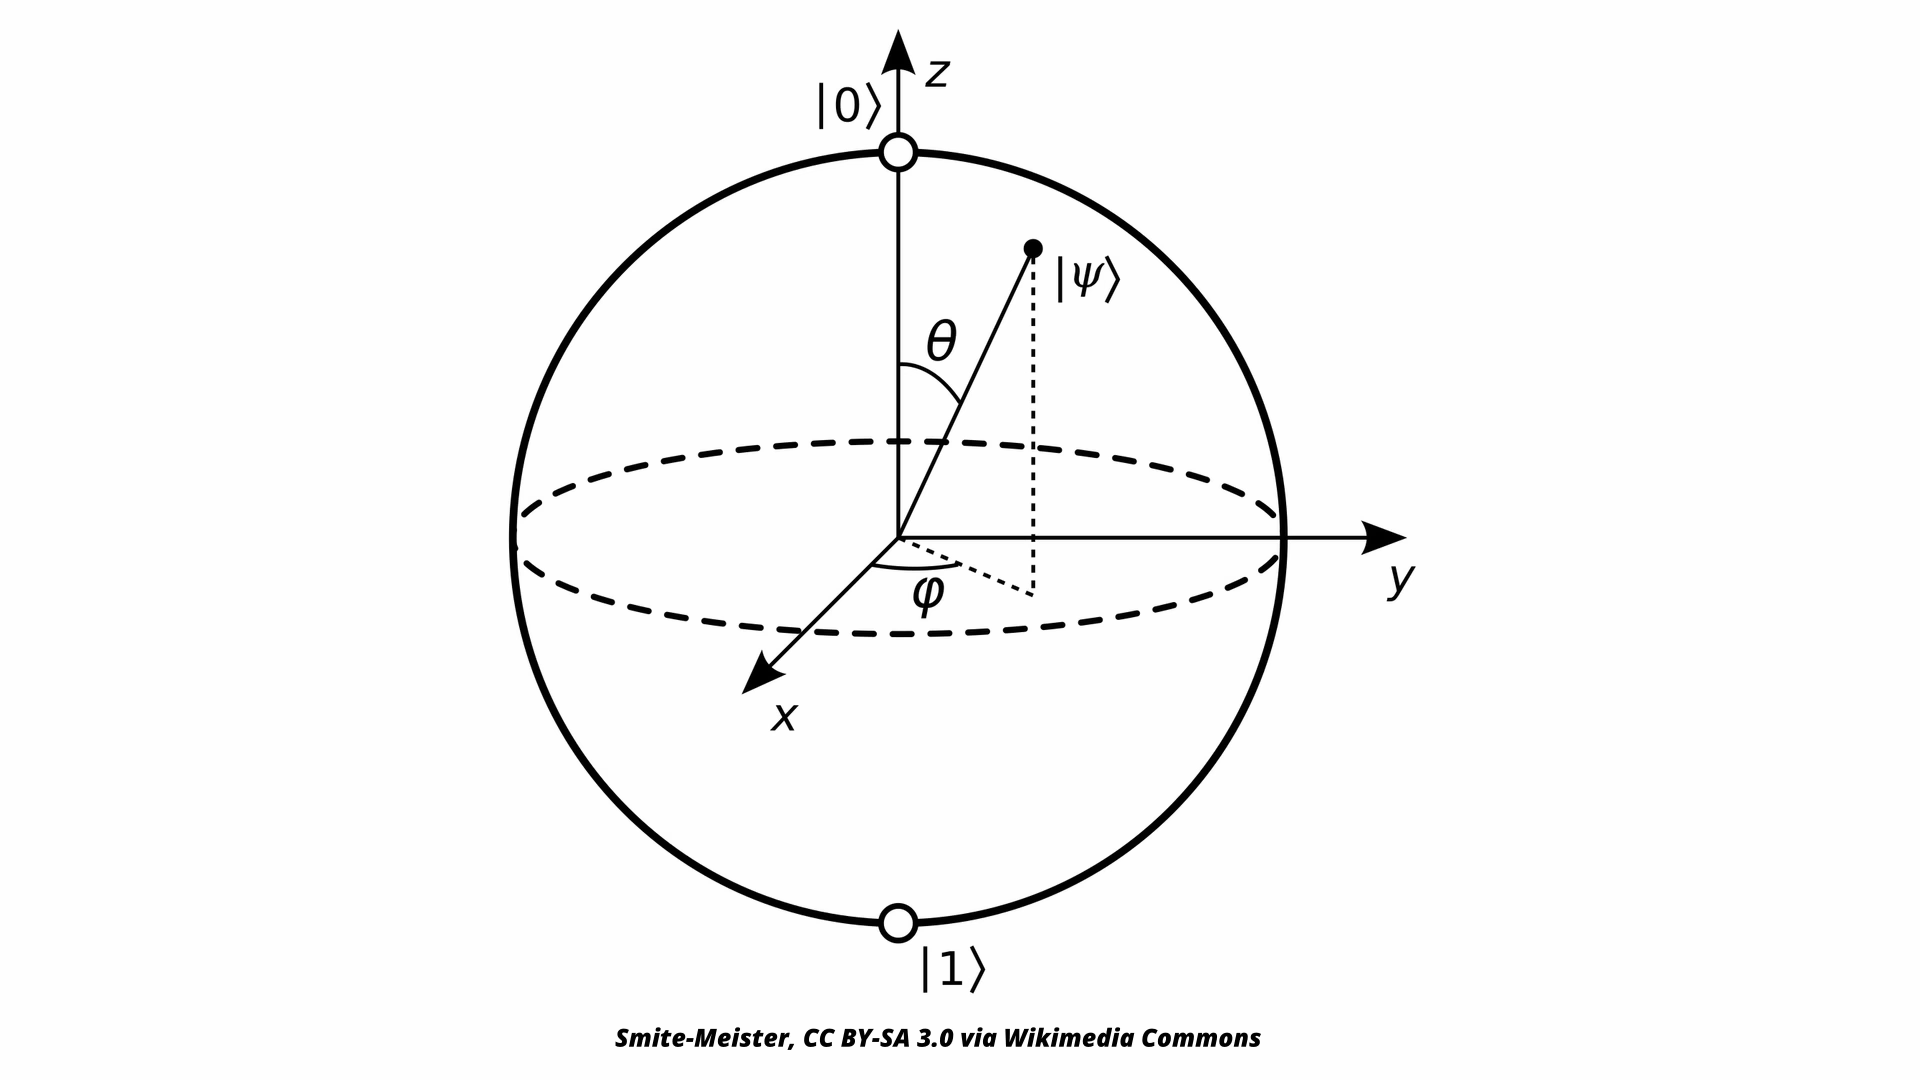 z
|0⟩
|ψ⟩
θ
φ
y
x
|1⟩
Smite-Meister, CC BY-SA 3.0 via Wikimedia Commons